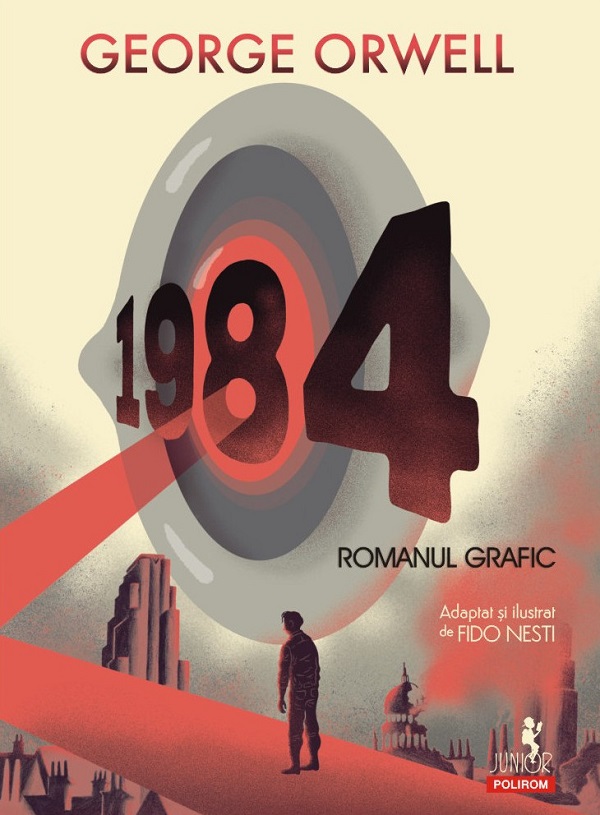 GEORGE ORWELL
1984
ROMANUL GRAFIC
Adaptat și ilustrat
de FIDO NESTI
JUNIOR
POLIROM